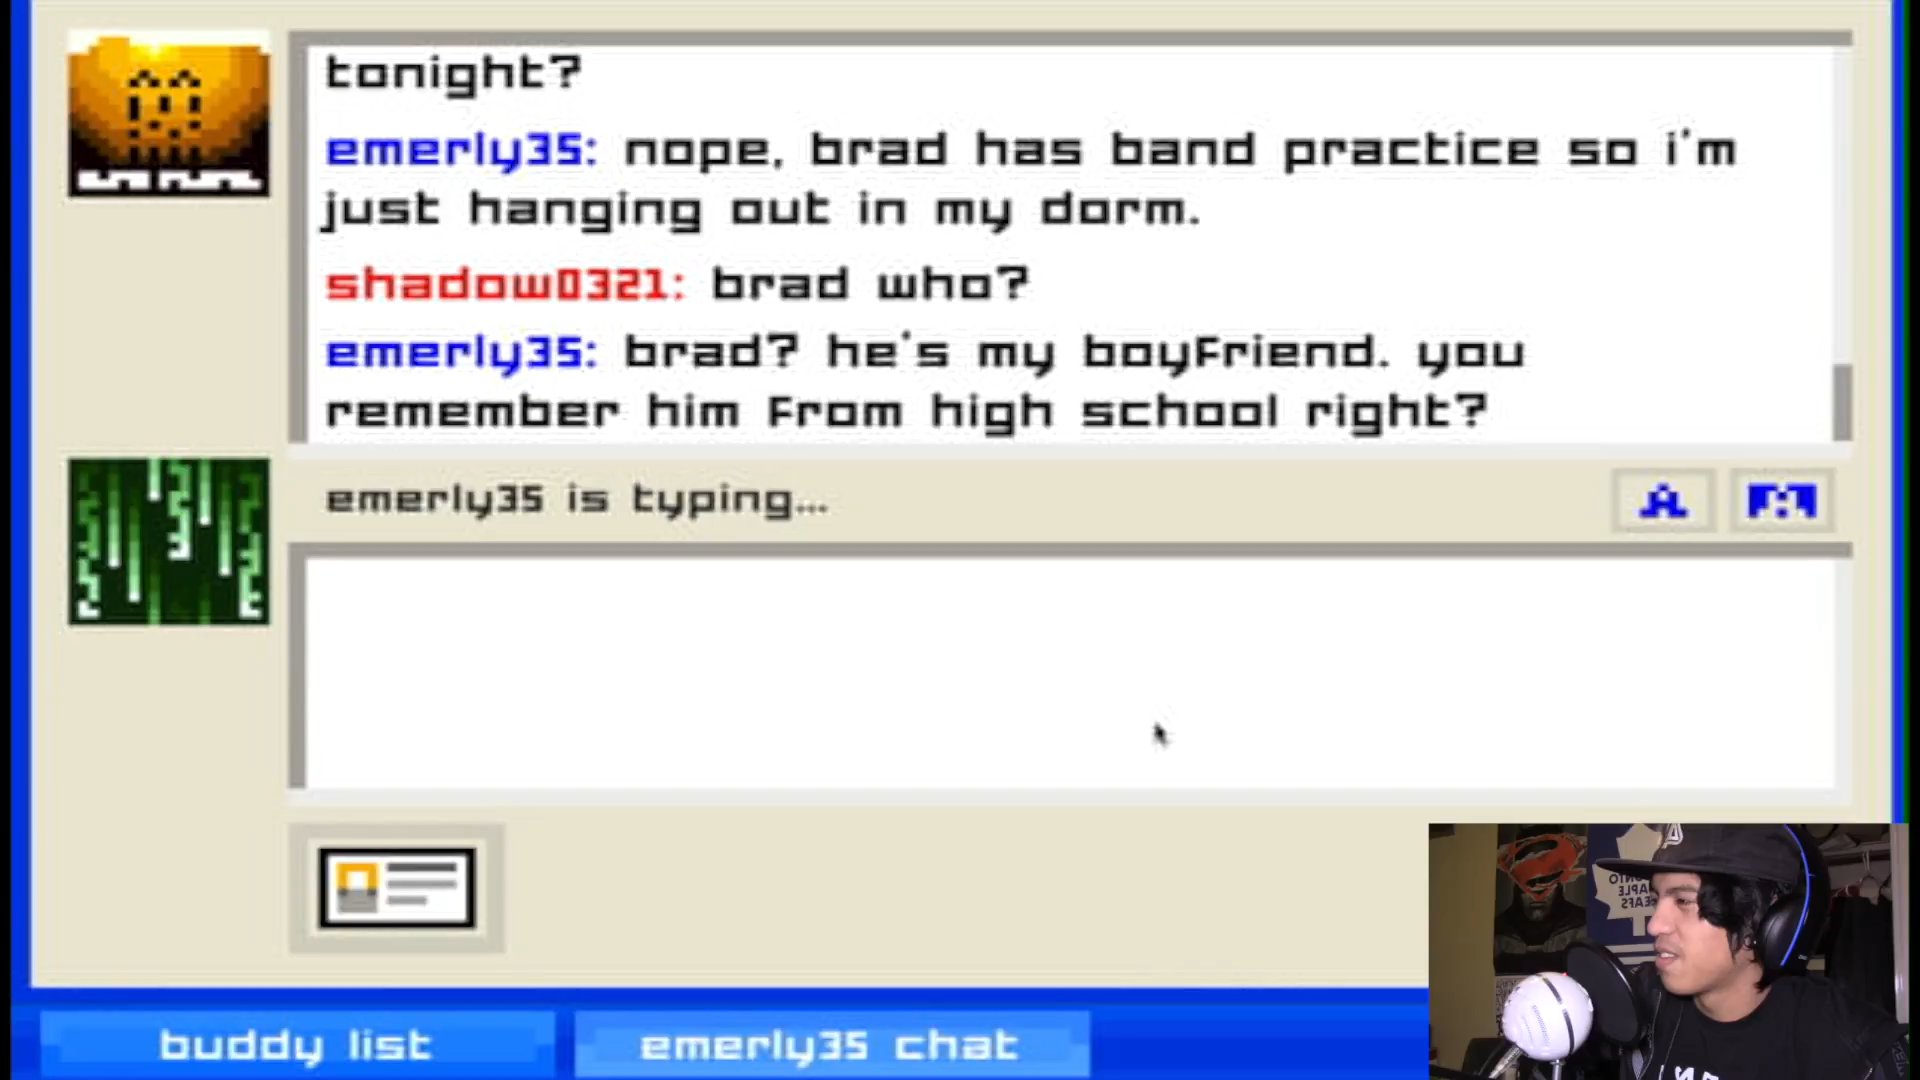 tonight?
emerly35: nope, brad has band practice so i'm
just hanging out in my dorm.
shadow0321: brad who?
emerly35: brad? he's my boyFriend. you
remember him From high school right?
emerly35 is typing...
A
buddy list
emerly35 chat